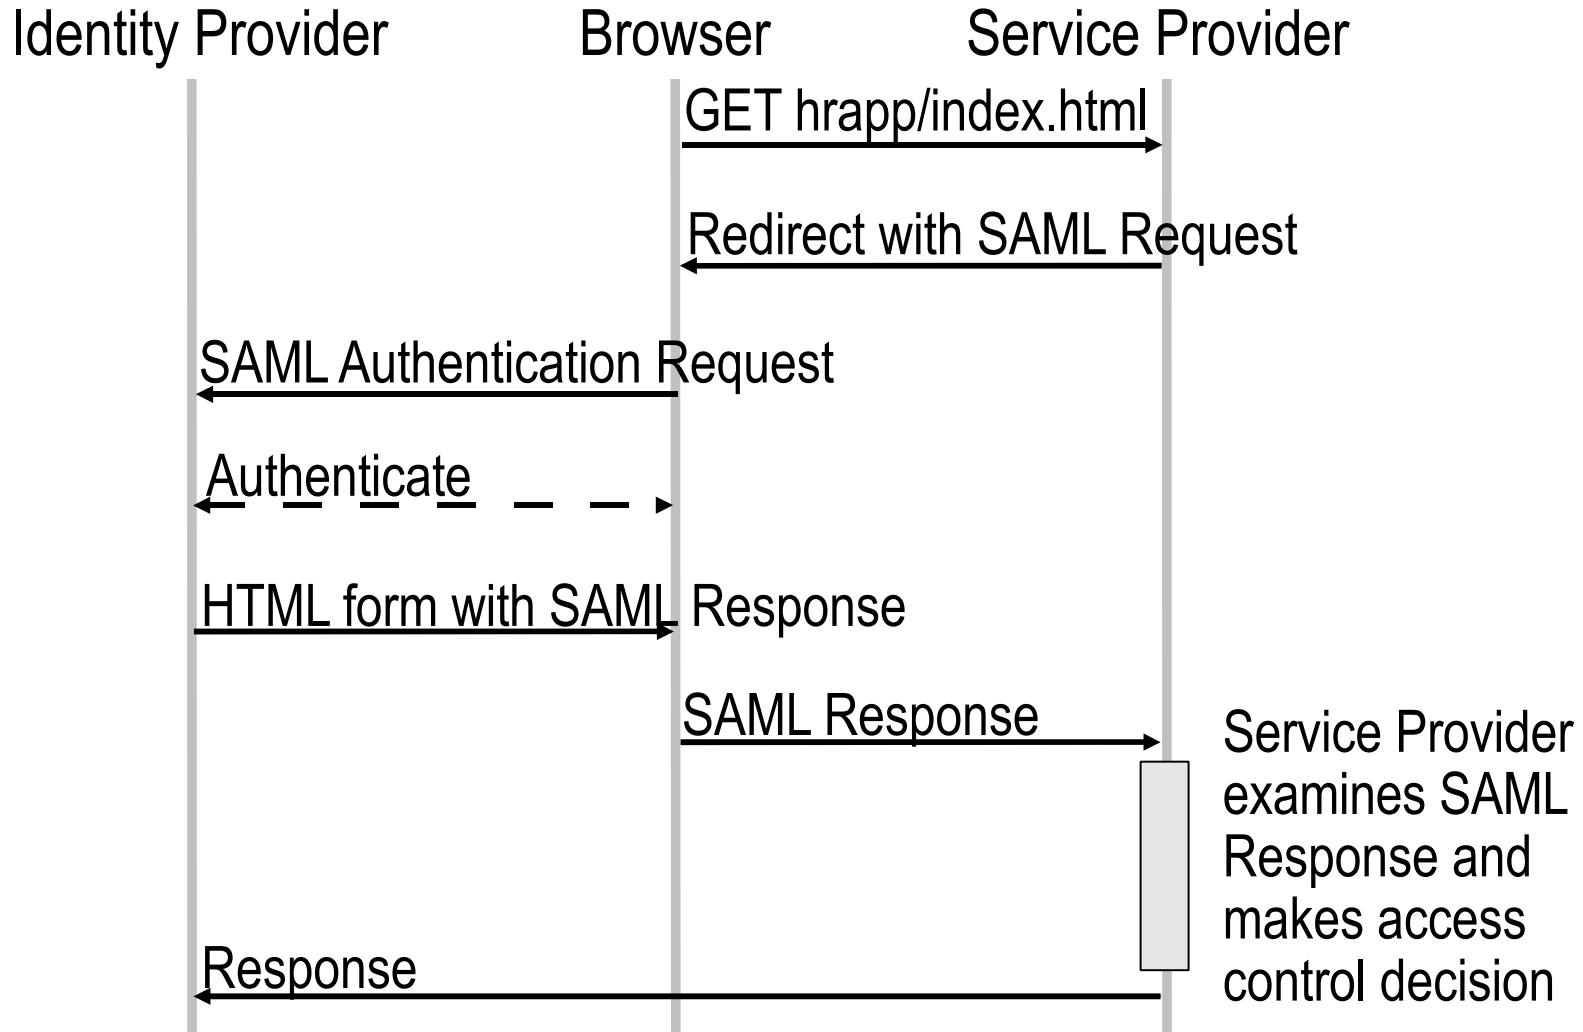 Identity Provider
Browser
Service Provider
GET hrapp/index.html
Redirect with SAML Request
SAML Authentication Request
Authenticate
HTML form with SAML Response
SAML Response
Service Provider
examines SAML
Response and
makes access
control decision
Response